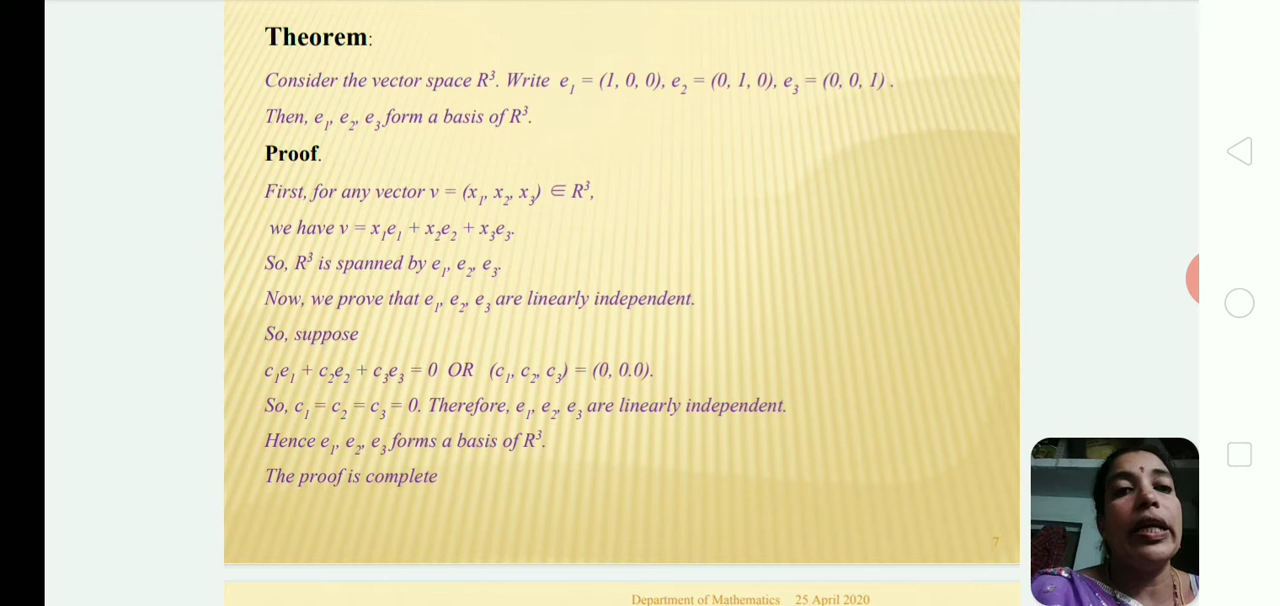 Theorem:
Consider the vector space R³. Write e₁ = (1, 0, 0), e₂ = (0, 1, 0), e₃ = (0, 0, 1) .
Then, e₁, e₂, e₃ form a basis of R³.
Proof.
First, for any vector v = (x₁, x₂, x₃) ∈ R³,
we have v = x₁e₁ + x₂e₂ + x₃e₃.
So, R³ is spanned by e₁, e₂, e₃.
Now, we prove that e₁, e₂, e₃ are linearly independent.
So, suppose
c₁e₁ + c₂e₂ + c₃e₃ = 0 OR (c₁, c₂, c₃) = (0, 0.0).
So, c₁ = c₂ = c₃ = 0. Therefore, e₁, e₂, e₃ are linearly independent.
Hence e₁, e₂, e₃ forms a basis of R³.
The proof is complete
7
Department of Mathematics 25 April 2020